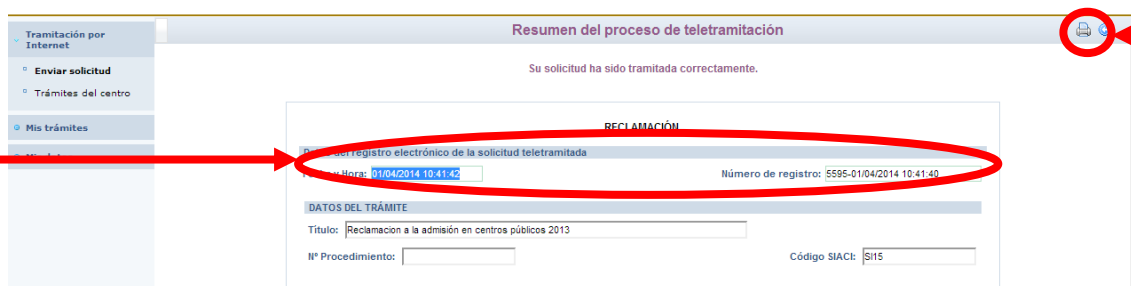 Resumen del proceso de teletramitación
Tramitación por
Internet
Enviar solicitud
Trámites del centro
Mis trámites
Su solicitud ha sido tramitada correctamente.
RECLAMACIÓN
del registro electrónico de la solicitud teletramitada
Hora: 01/04/2014 10:41:42
Número de registro: 5595-01/04/2014 10:41:40
DATOS DEL TRÁMITE
Título: Reclamacion a la admisión en centros públicos 2013
Nº Procedimiento:
Código SIACI: SI15